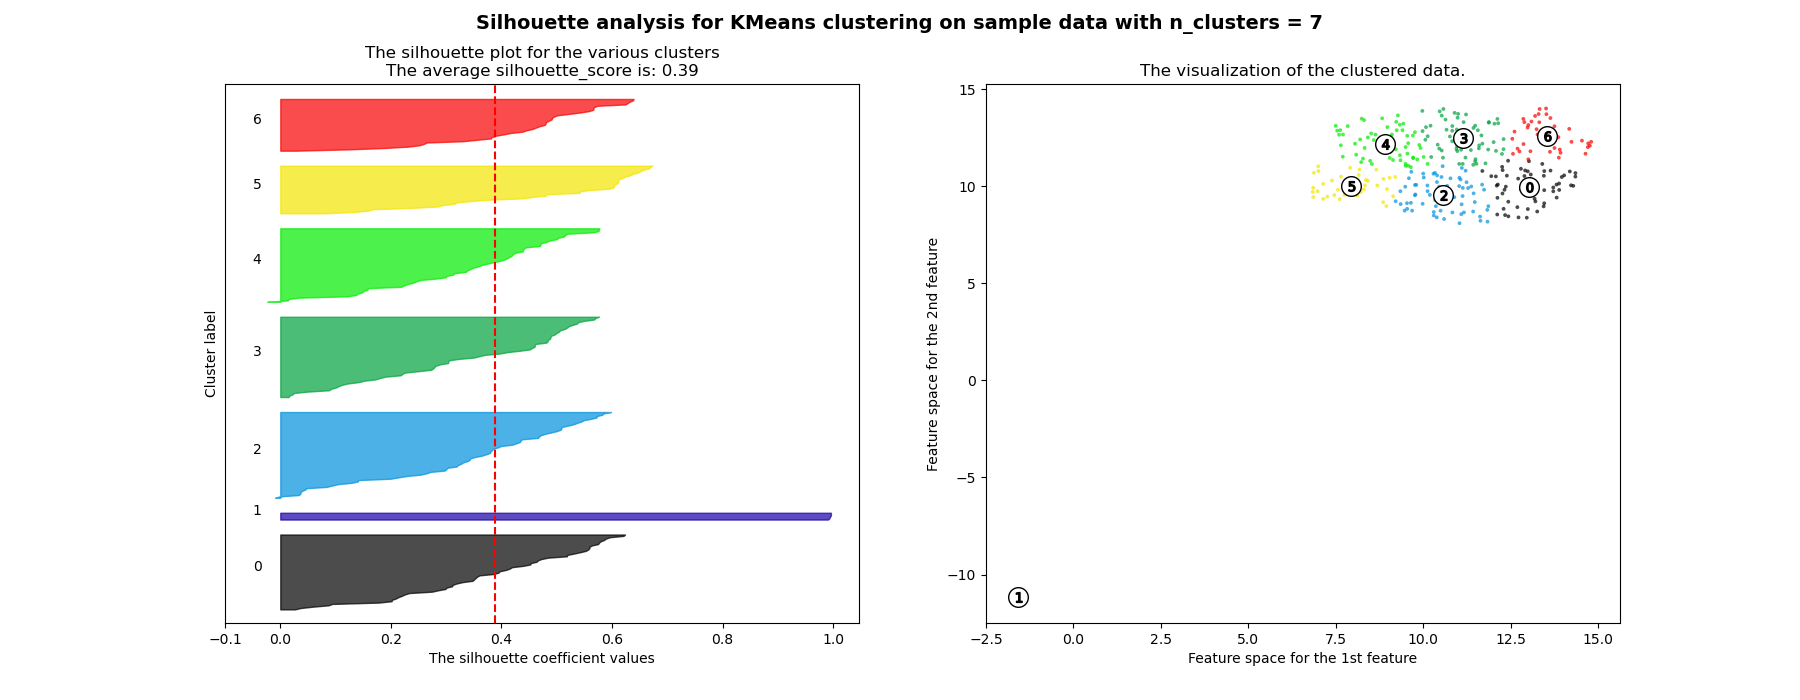 Silhouette analysis for KMeans clustering on sample data with n_clusters = 7
The silhouette plot for the various clusters
The average silhouette_score is: 0.39
6
5
4
3
2
1
0
Cluster label
−0.1 0.0 0.2 0.4 0.6 0.8 1.0
The silhouette coefficient values
The visualization of the clustered data.
15
10
5
0
−5
−10
Feature space for the 2nd feature
4 3 6
5 2 0
1
−2.5 0.0 2.5 5.0 7.5 10.0 12.5 15.0
Feature space for the 1st feature